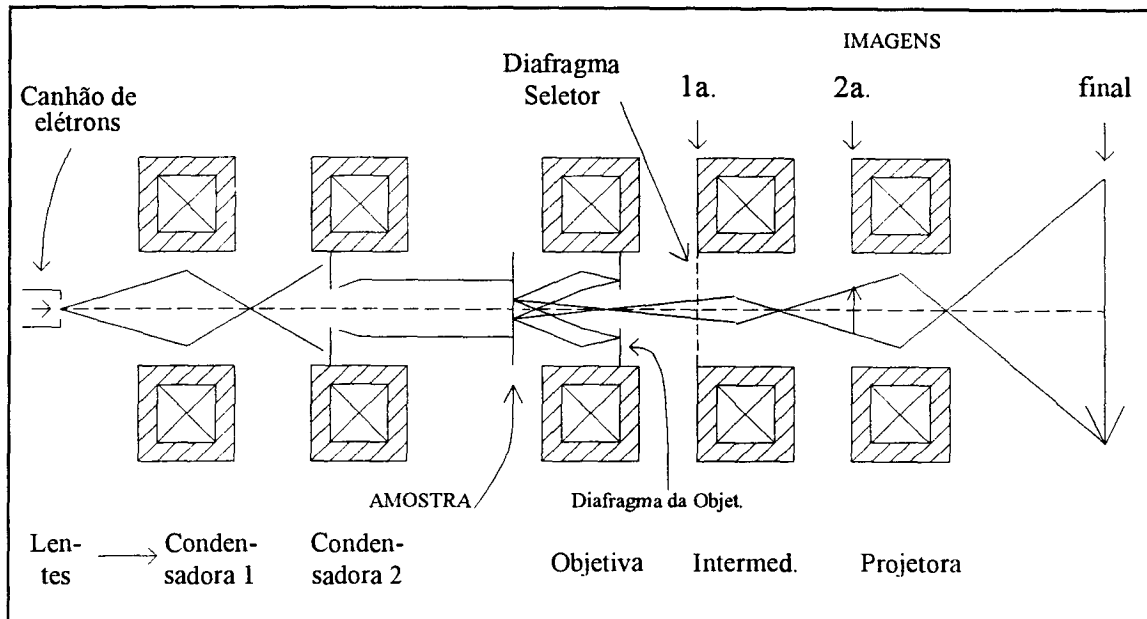 IMAGENS
Diafragma
Seletor
1a.
2a.
final
Canhão de
elétrons
AMOSTRA
Diafragma da Objet.
Len-
tes
Conden-
sadora 1
Conden-
sadora 2
Objetiva
Intermed.
Projetora